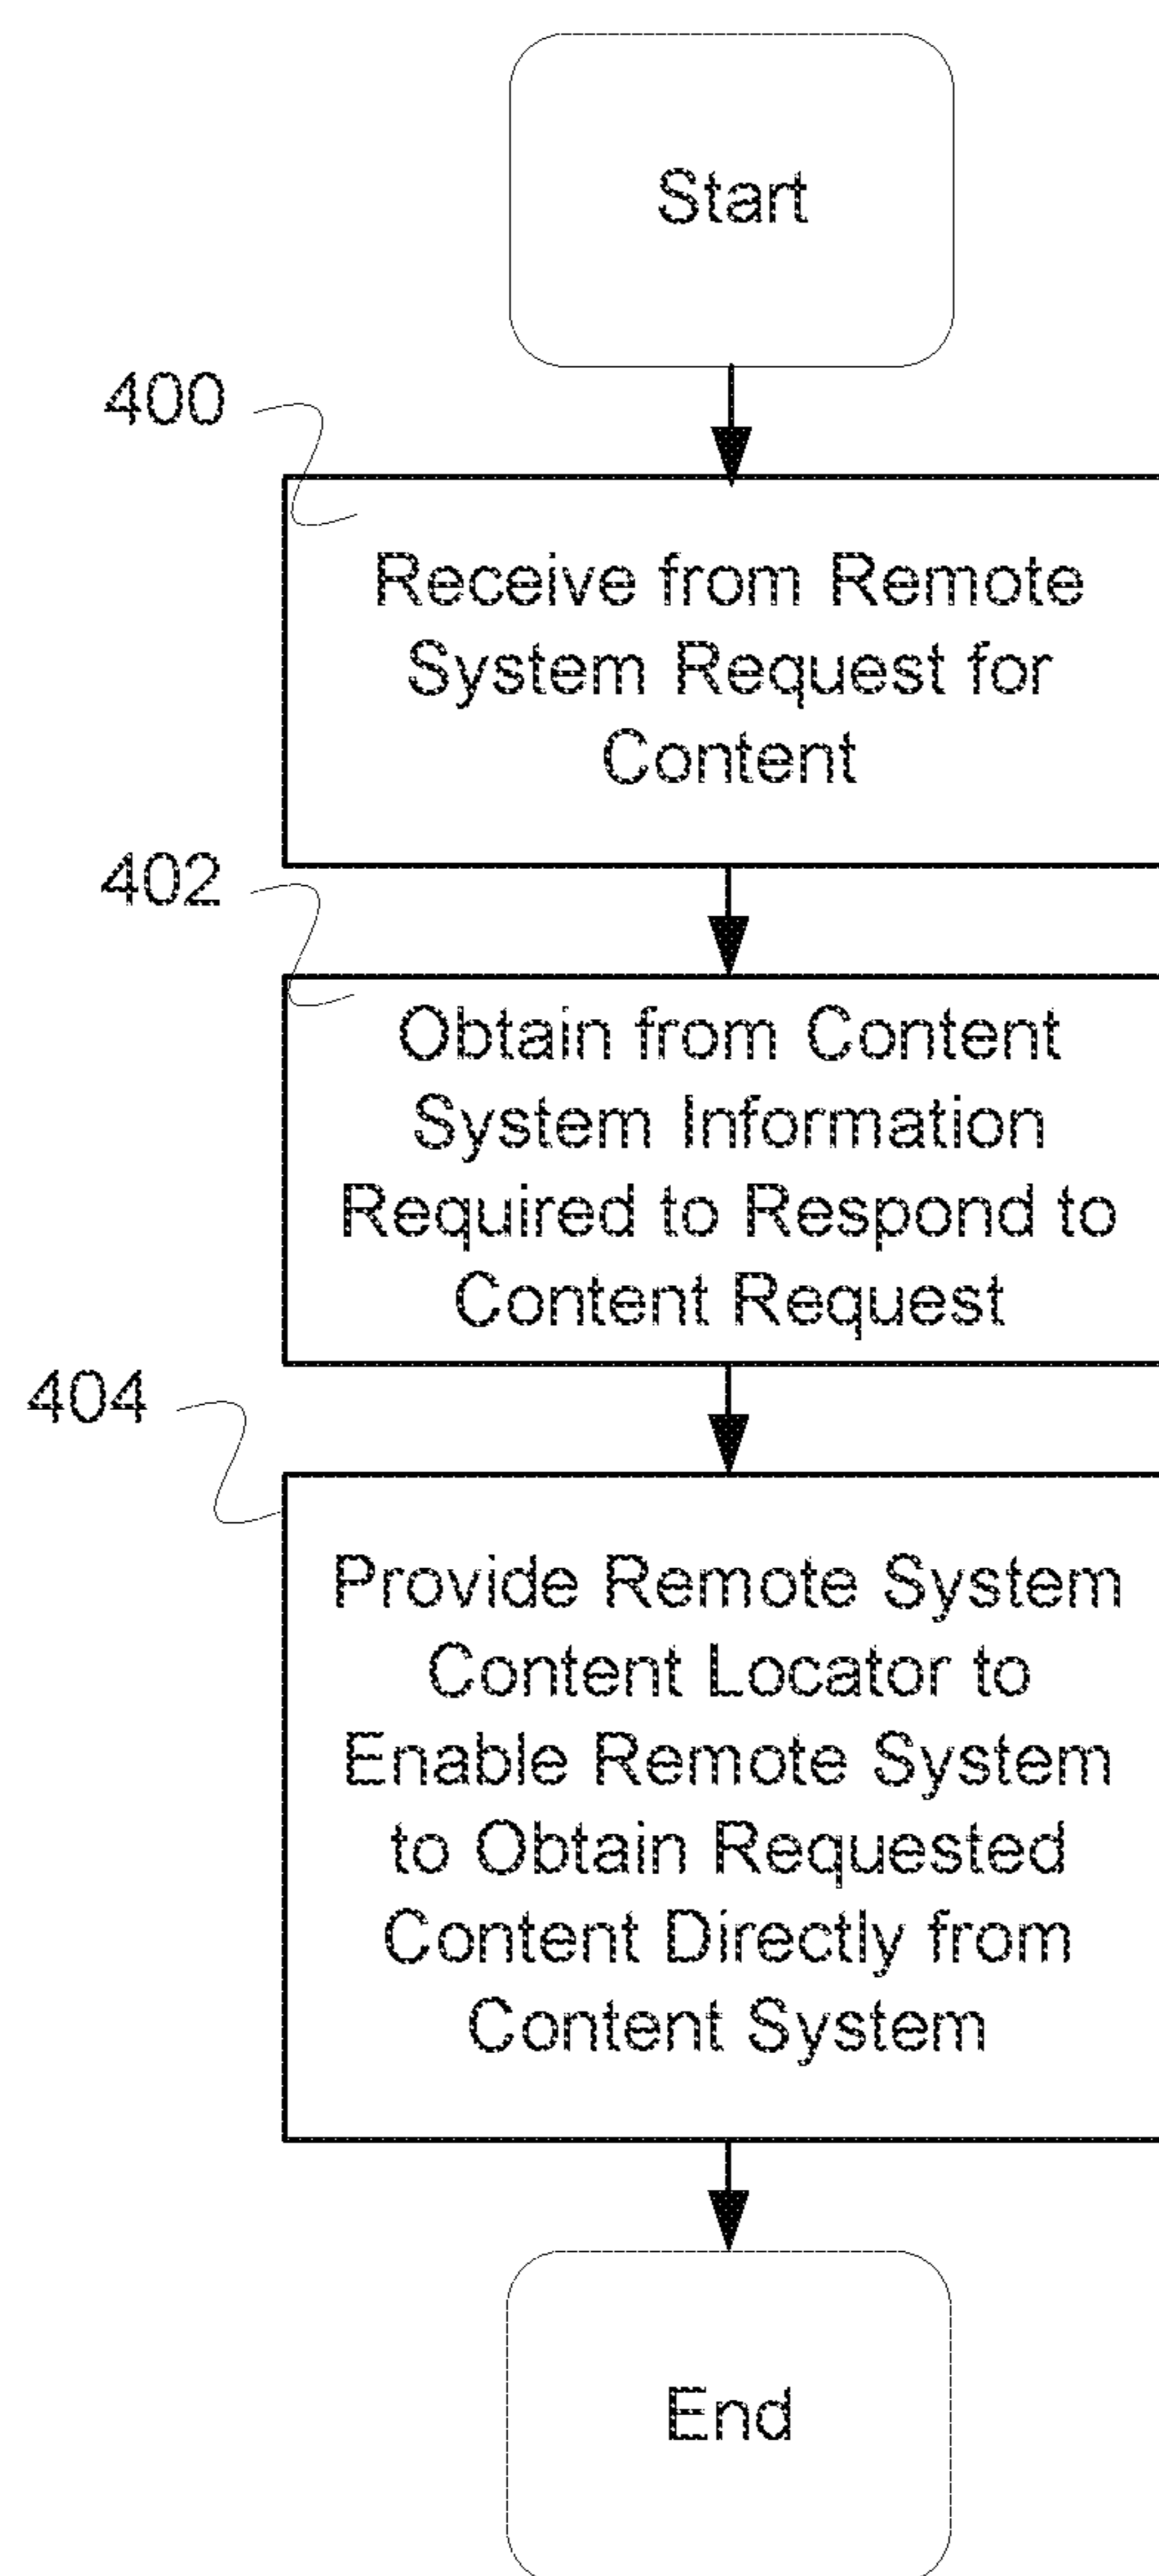 Start
400
Receive from Remote
System Request for
Content
402
Obtain from Content
System Information
Required to Respond to
Content Request
404
Provide Remote System
Content Locator to
Enable Remote System
to Obtain Requested
Content Directly from
Content System
End